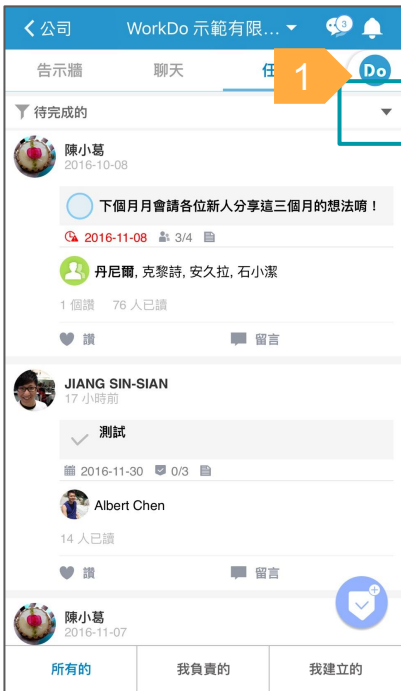 公司 WorkDo 示範有限... 3
告示牆 聊天 任 1 Do
待完成的
陳小葛
2016-10-08
下個月月會請各位新人分享這三個月的想法唷！
2016-11-08 3/4
丹尼爾, 克黎詩, 安久拉, 石小潔
1 個讚 76 人已讀
讚 留言
JIANG SIN-SIAN
17 小時前
測試
2016-11-30 0/3
Albert Chen
14 人已讀
讚 留言
陳小葛
2016-11-07
所有的 我負責的 我建立的